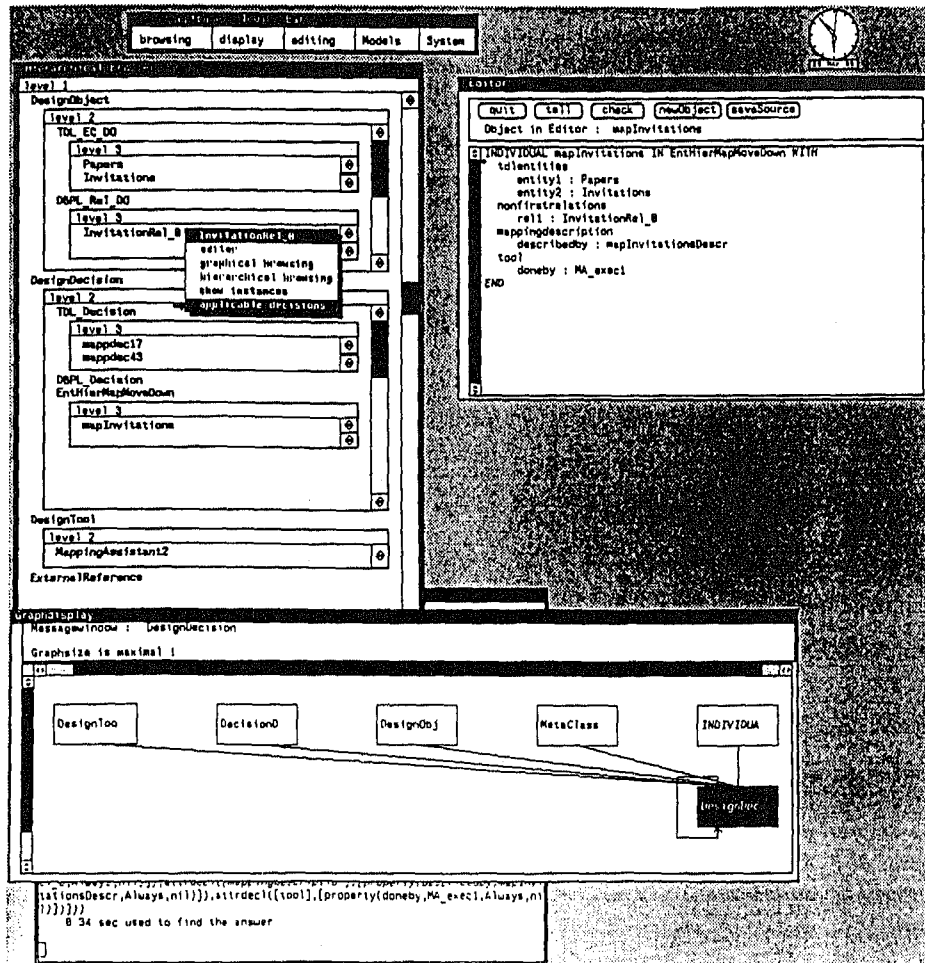 browsing display editing Models System
level 1
DesignObject
level 2
TDL_EC_DO
level 3
Papers
Invitations
DBPL_Rel_DO
level 3
InvitationRel_B
InvitationRel_B
editor
graphical browsing
hierarchical browsing
show instances
applicable decisions
DesignDecision
level 2
TDL_Decision
level 3
mappdec17
mappdec43
DBPL_Decision
EntHierMapMoveDown
level 3
mapInvitations
DesignTool
level 2
MappingAssistant2
ExternalReference
Editor
quit tell check newObject saveSource
Object in Editor : mapInvitations
INDIVIDUAL mapInvitations IN EntHierMapMoveDown WITH
tdlentities
entity1 : Papers
entity2 : Invitations
nonfirstrelations
rel1 : InvitationRel_B
mappingdescription
describedby : mapInvitationsDescr
tool
doneby : MA_exec1
END
GraphDisplay
Messagewindow : DesignDecision
Graphsize is maximal !
DesignToo DecisionD DesignObj MetaClass INDIVIDUA
DesignDec
tationsDescr,Always,nil)]),attrdecl([tool],[property(doneby,MA_exec1,Always,ni
l)])]))
0 34 sec used to find the answer